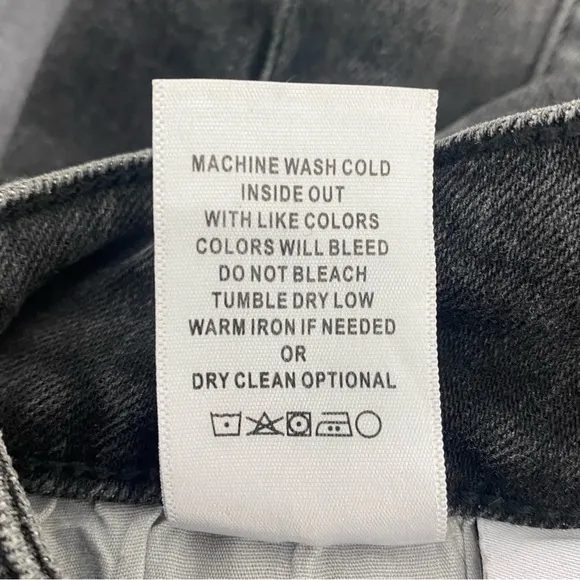 MACHINE WASH COLD
INSIDE OUT
WITH LIKE COLORS
COLORS WILL BLEED
DO NOT BLEACH
TUMBLE DRY LOW
WARM IRON IF NEEDED
OR
DRY CLEAN OPTIONAL